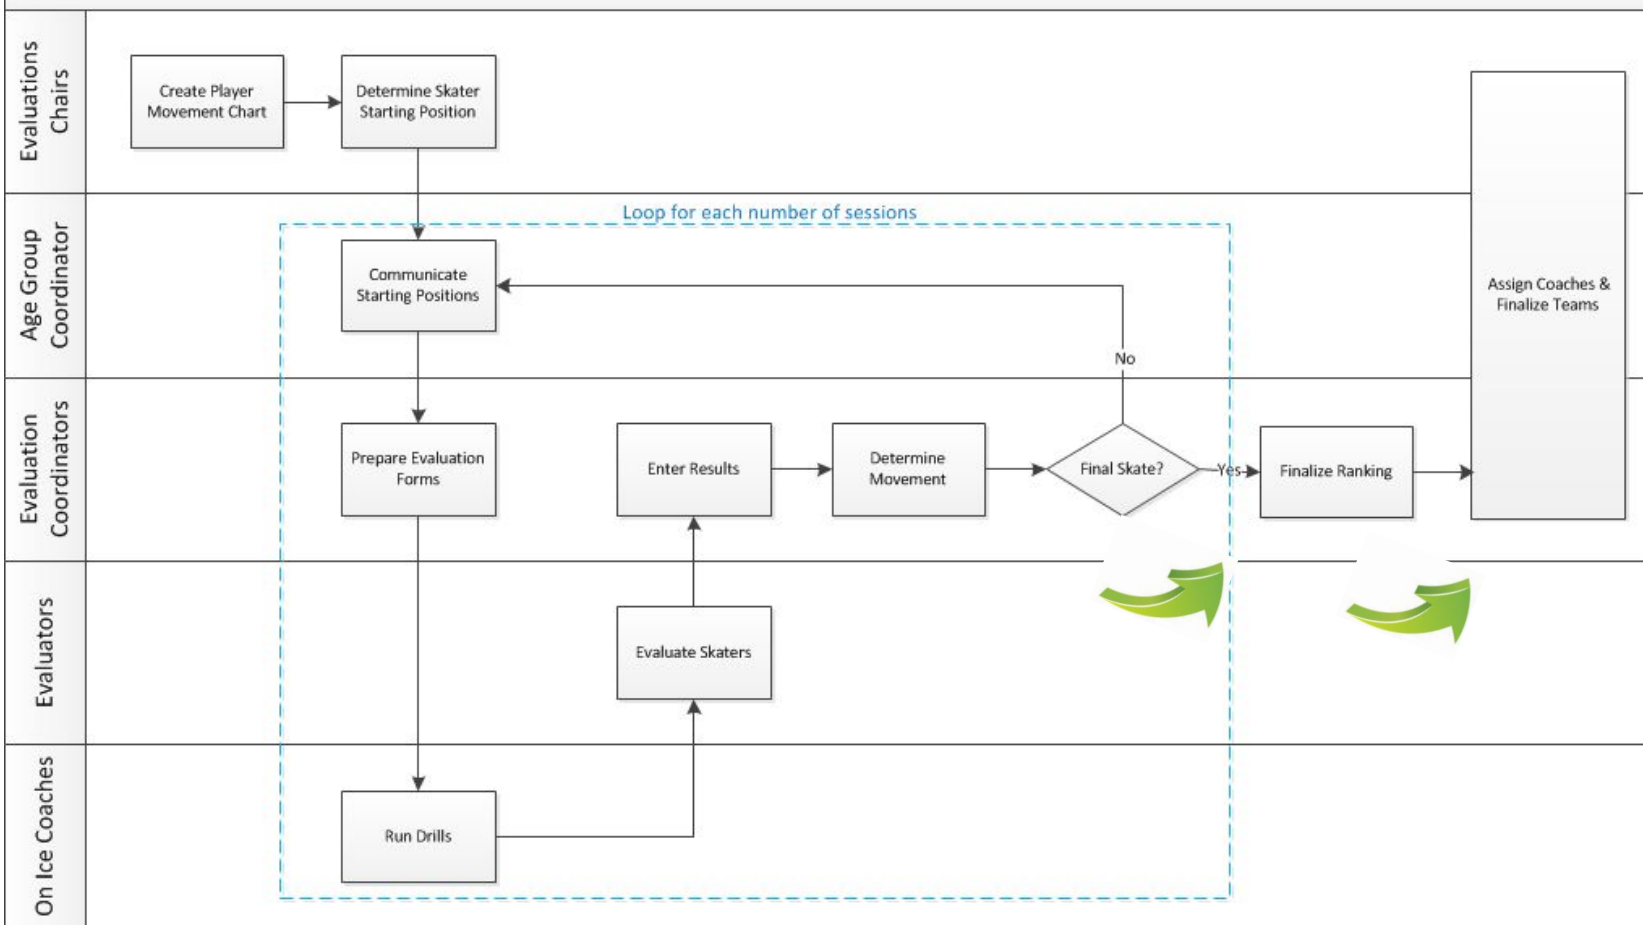 Evaluations
Chairs
Create Player
Movement Chart
Determine Skater
Starting Position
Age Group
Coordinator
Loop for each number of sessions
Communicate
Starting Positions
No
Assign Coaches &
Finalize Teams
Evaluation
Coordinators
Prepare Evaluation
Forms
Enter Results
Determine
Movement
Final Skate?
Yes
Finalize Ranking
Evaluators
Evaluate Skaters
On Ice Coaches
Run Drills